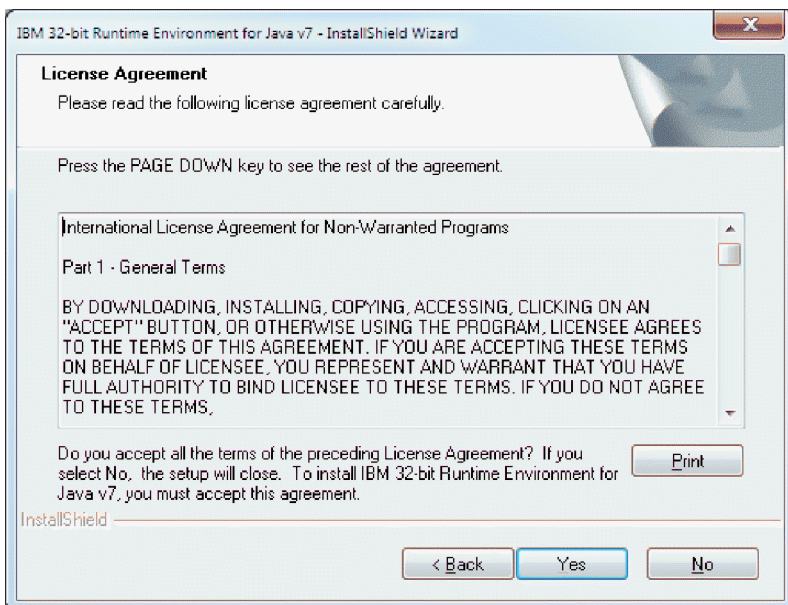 IBM 32-bit Runtime Environment for Java v7 - InstallShield Wizard
License Agreement
Please read the following license agreement carefully.
Press the PAGE DOWN key to see the rest of the agreement.
International License Agreement for Non-Warranted Programs
Part 1 - General Terms
BY DOWNLOADING, INSTALLING, COPYING, ACCESSING, CLICKING ON AN
"ACCEPT" BUTTON, OR OTHERWISE USING THE PROGRAM, LICENSEE AGREES
TO THE TERMS OF THIS AGREEMENT. IF YOU ARE ACCEPTING THESE TERMS
ON BEHALF OF LICENSEE, YOU REPRESENT AND WARRANT THAT YOU HAVE
FULL AUTHORITY TO BIND LICENSEE TO THESE TERMS. IF YOU DO NOT AGREE
TO THESE TERMS,
Do you accept all the terms of the preceding License Agreement? If you
select No, the setup will close. To install IBM 32-bit Runtime Environment for
Java v7, you must accept this agreement.
Print
InstallShield
< Back
Yes
No